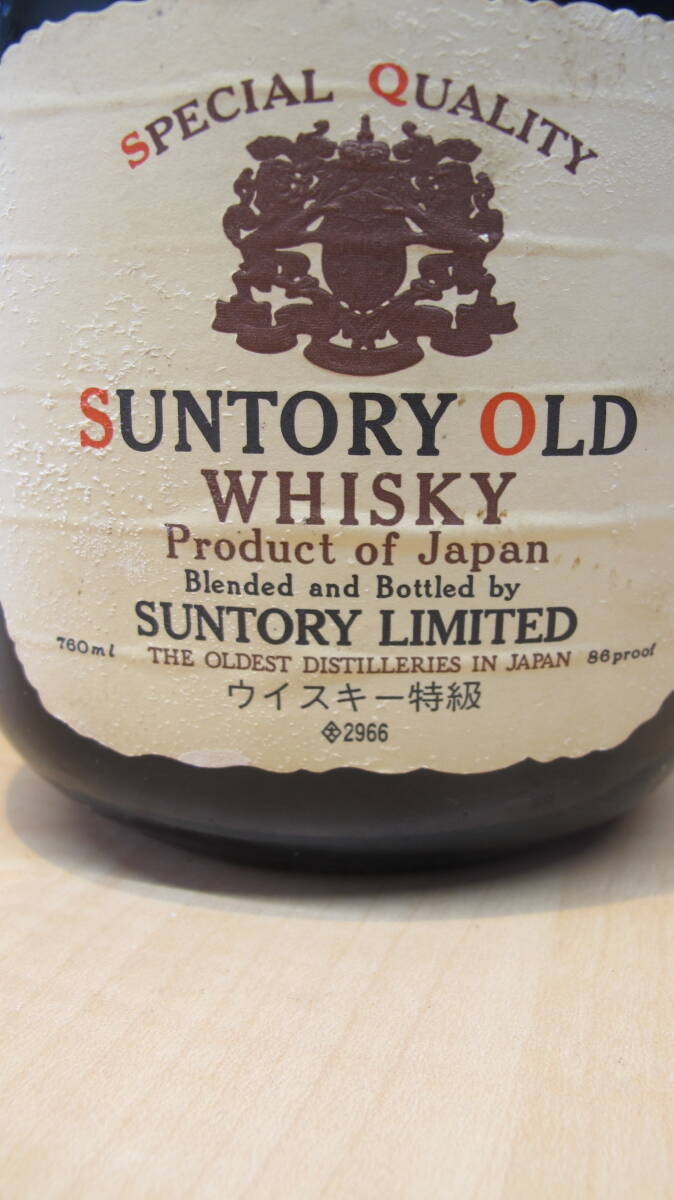 SPECIAL QUALITY
SUNTORY OLD
WHISKY
Product of Japan
Blended and Bottled by
SUNTORY LIMITED
760ml THE OLDEST DISTILLERIES IN JAPAN 86proof
ウイスキー特級
2966